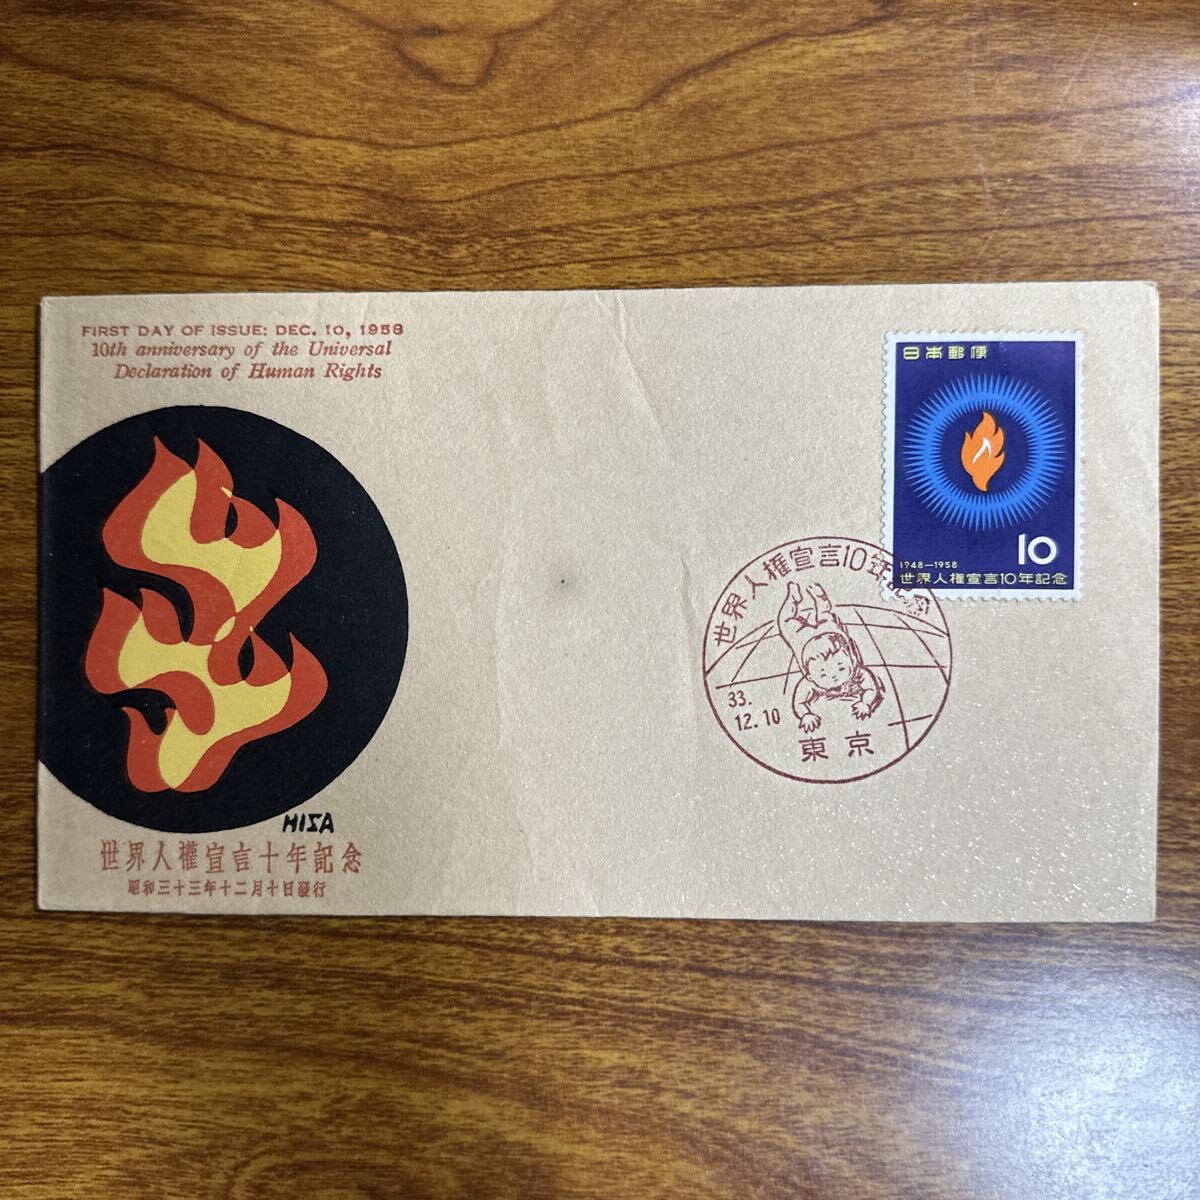 FIRST DAY OF ISSUE: DEC. 10, 1958
10th anniversary of the Universal
Declaration of Human Rights
HISA
世界人權宣言十年記念
昭和三十三年十二月十日發行
日本郵便
10
1948—1958
世界人権宣言10年記念
世界人権宣言10年記念
33.
12.10
東京